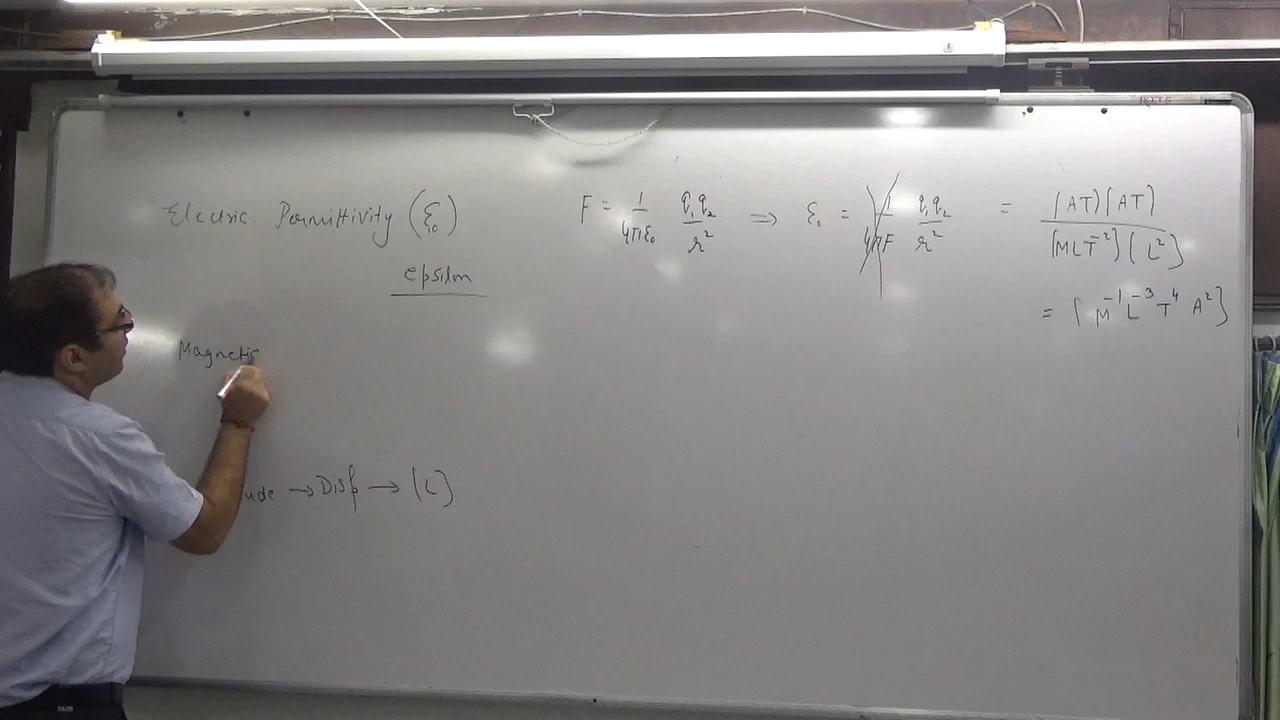 Electric Permittivity (ε₀) F = 1/4πε₀ q₁q₂/r² ⇒ ε₀ = 1/4πF q₁q₂/r² = [AT][AT]/[MLT⁻²][L²]
epsilon
= [M⁻¹L⁻³T⁴A²]
Magnetic
ude → Disp → [L]